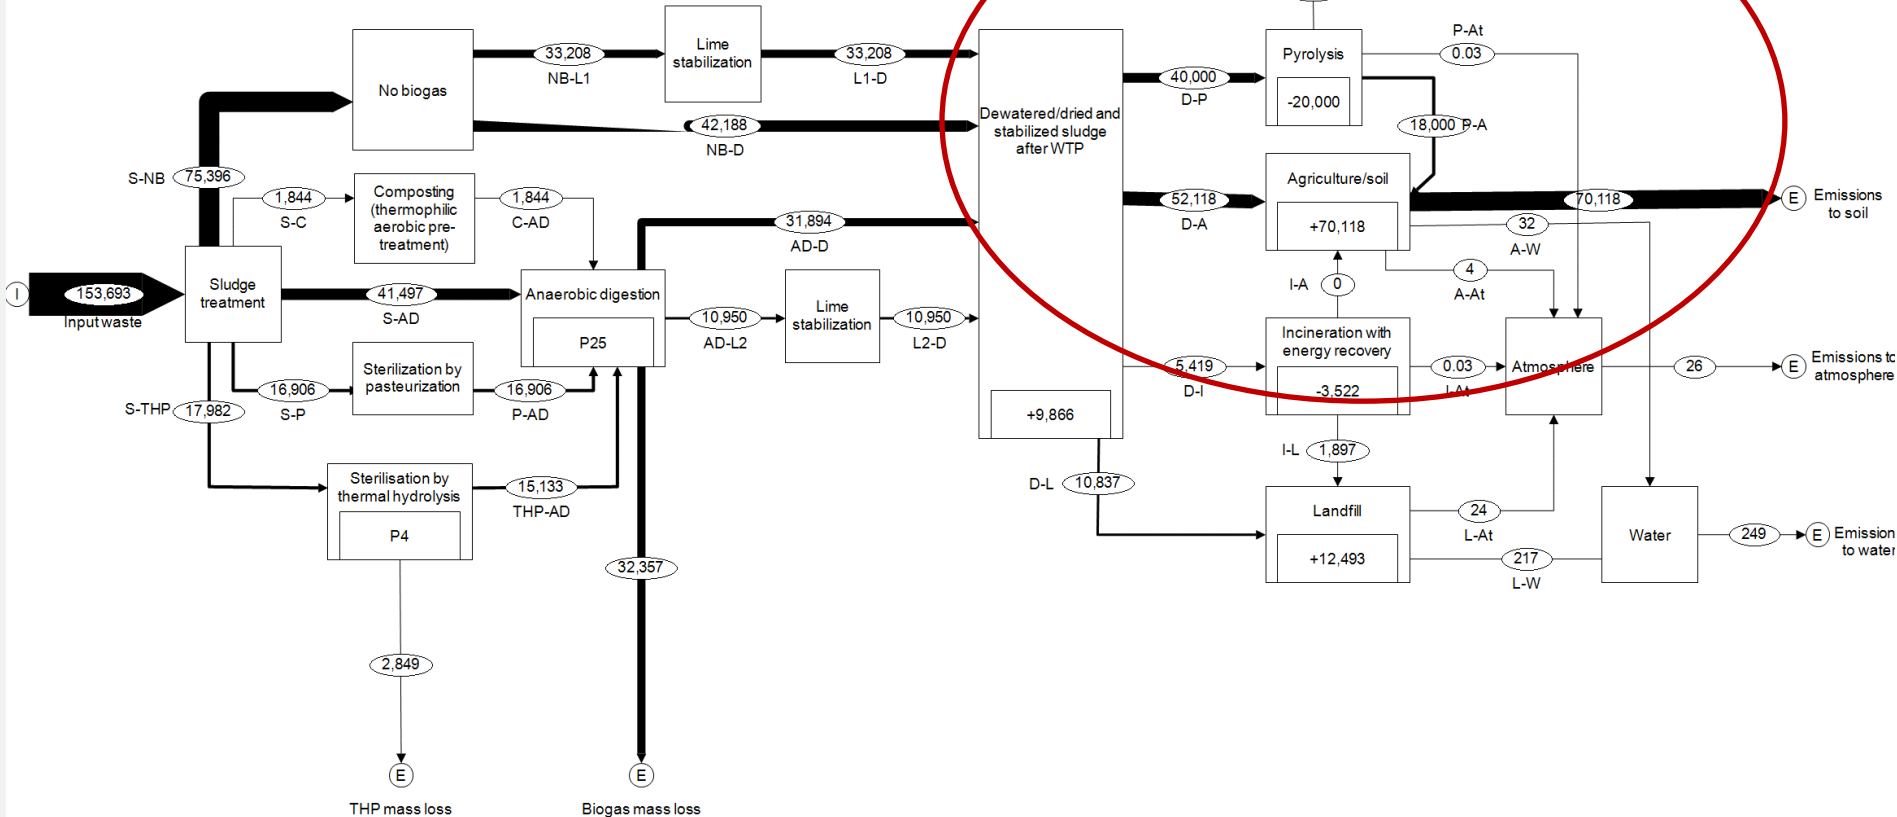 No biogas
33,208
NB-L1
Lime
stabilization
33,208
L1-D
42,188
NB-D
S-NB
75,396
1,844
S-C
Composting
(thermophilic
aerobic pre-
treatment)
1,844
C-AD
I
153,693
Input waste
Sludge
treatment
41,497
S-AD
Anaerobic digestion
P25
31,894
AD-D
10,950
AD-L2
Lime
stabilization
10,950
L2-D
16,906
S-P
Sterilization by
pasteurization
16,906
P-AD
S-THP
17,982
Sterilisation by
thermal hydrolysis
P4
15,133
THP-AD
2,849
E
THP mass loss
32,357
E
Biogas mass loss
Dewatered/dried and
stabilized sludge
after WTP
+9,866
40,000
D-P
Pyrolysis
-20,000
P-At
0.03
18,000
P-A
52,118
D-A
Agriculture/soil
+70,118
70,118
E
Emissions
to soil
32
A-W
4
A-At
I-A
0
5,419
D-I
Incineration with
energy recovery
-3,522
0.03
I-At
Atmosphere
26
E
Emissions to
atmosphere
I-L
1,897
D-L
10,837
Landfill
+12,493
24
L-At
217
L-W
Water
249
E
Emission
to water